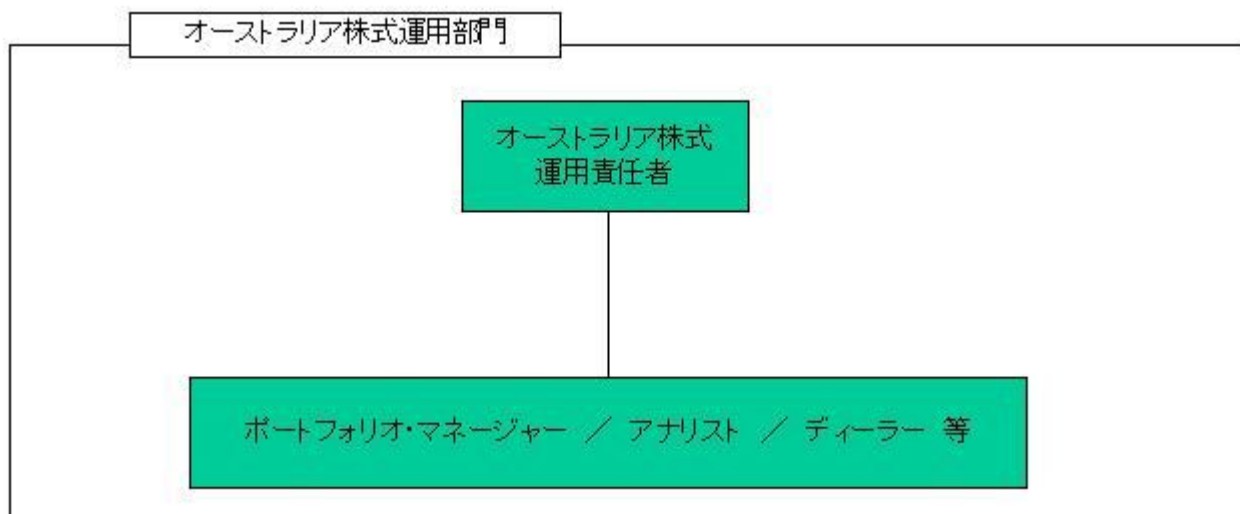 オーストラリア株式運用部門
オーストラリア株式
運用責任者
ポートフォリオ・マネージャー ／ アナリスト ／ ディーラー 等